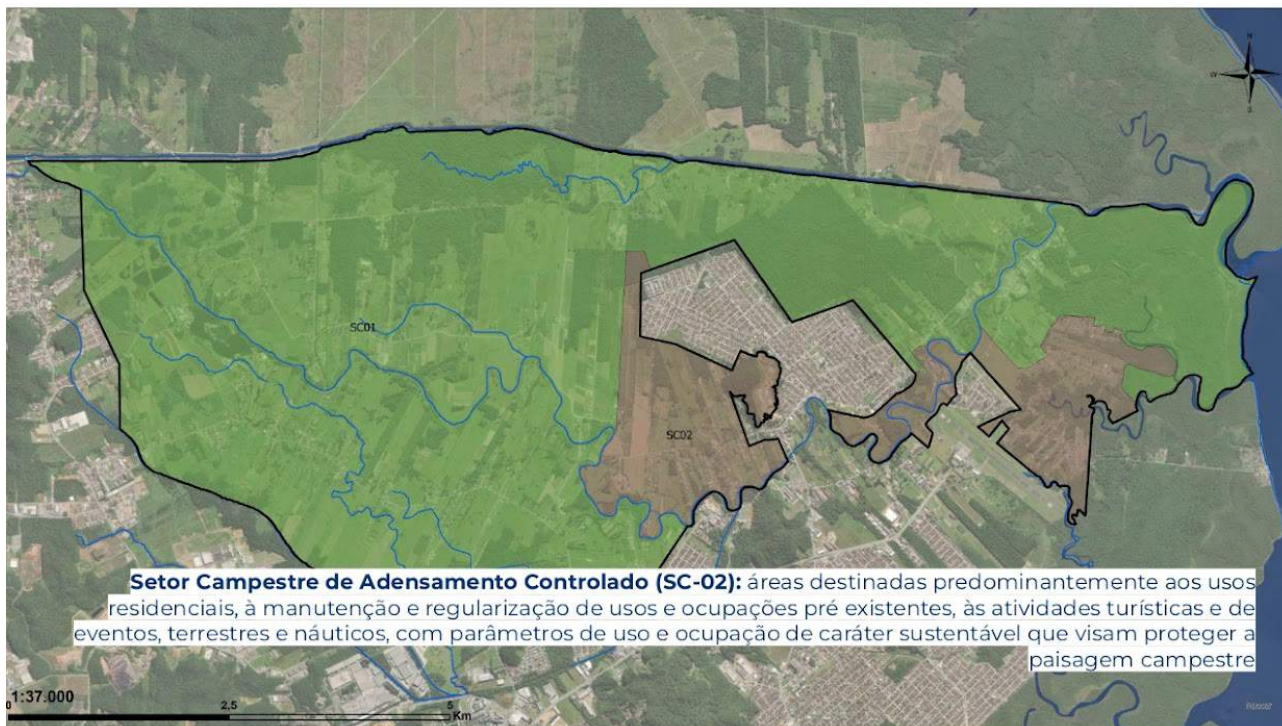 N
SC01
SC02
Setor Campestre de Adensamento Controlado (SC-02): áreas destinadas predominantemente aos usos
residenciais, à manutenção e regularização de usos e ocupações pré existentes, às atividades turísticas e de
eventos, terrestres e náuticos, com parâmetros de uso e ocupação de caráter sustentável que visam proteger a
paisagem campestre
1:37.000
0 2,5 5
Km